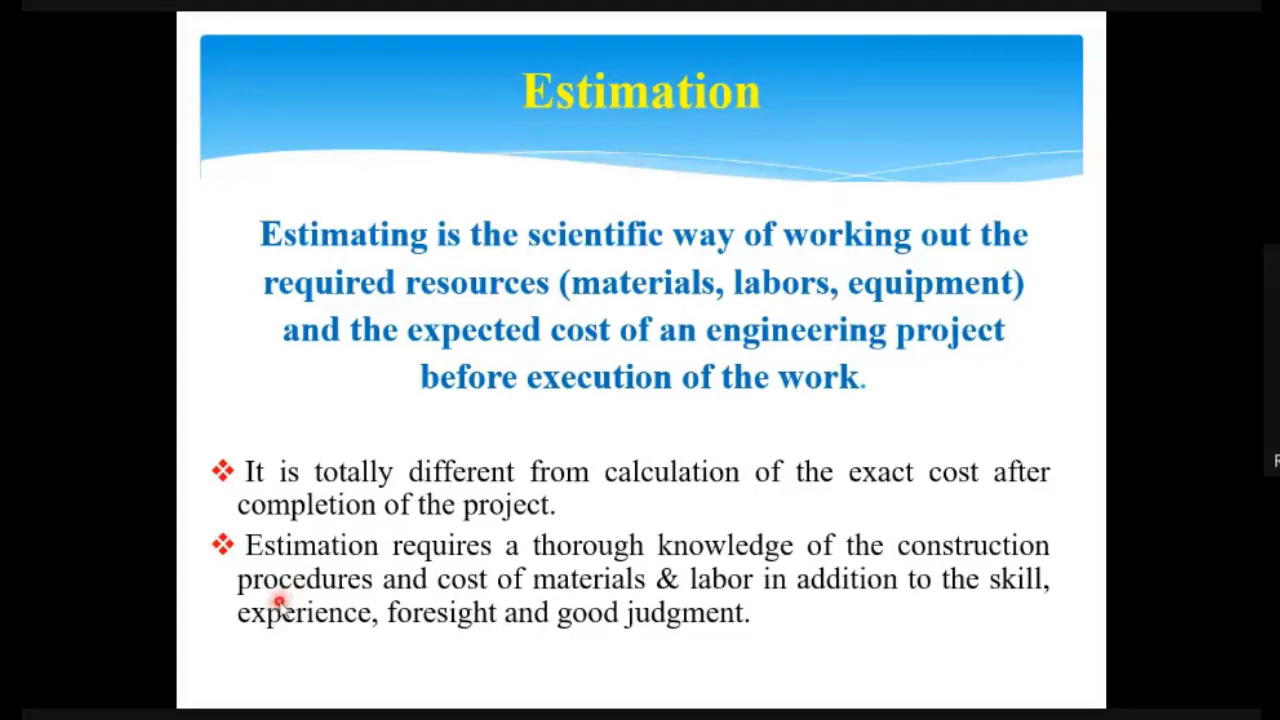 Estimation
Estimating is the scientific way of working out the
required resources (materials, labors, equipment)
and the expected cost of an engineering project
before execution of the work.
It is totally different from calculation of the exact cost after
completion of the project.
Estimation requires a thorough knowledge of the construction
procedures and cost of materials & labor in addition to the skill,
experience, foresight and good judgment.